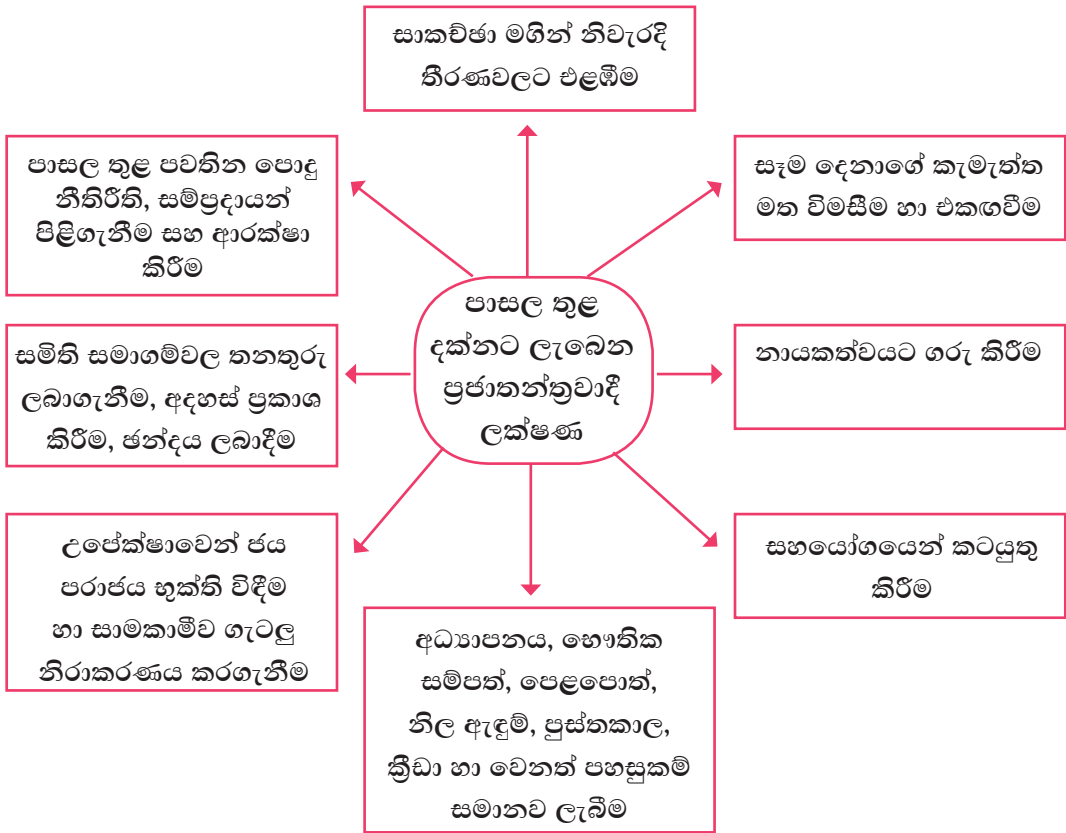 සාකච්ඡා මගින් නිවැරදි
තීරණවලට එළඹීම
පාසල තුළ පවතින පොදු
නීතිරීති, සම්ප්‍රදායන්
පිළිගැනීම සහ ආරක්ෂා
කිරීම
සෑම දෙනාගේ කැමැත්ත
මත විමසීම හා එකඟවීම
පාසල තුළ
දක්නට ලැබෙන
ප්‍රජාතන්ත්‍රවාදී
ලක්ෂණ
සමිති සමාගම්වල තනතුරු
ලබාගැනීම, අදහස් ප්‍රකාශ
කිරීම, ඡන්දය ලබාදීම
නායකත්වයට ගරු කිරීම
උපේක්ෂාවෙන් ජය
පරාජය භුක්ති විඳීම
හා සාමකාමීව ගැටලු
නිරාකරණය කරගැනීම
සහයෝගයෙන් කටයුතු
කිරීම
අධ්‍යාපනය, භෞතික
සම්පත්, පෙළපොත්,
නිල ඇඳුම්, පුස්තකාල,
ක්‍රීඩා හා වෙනත් පහසුකම්
සමානව ලැබීම